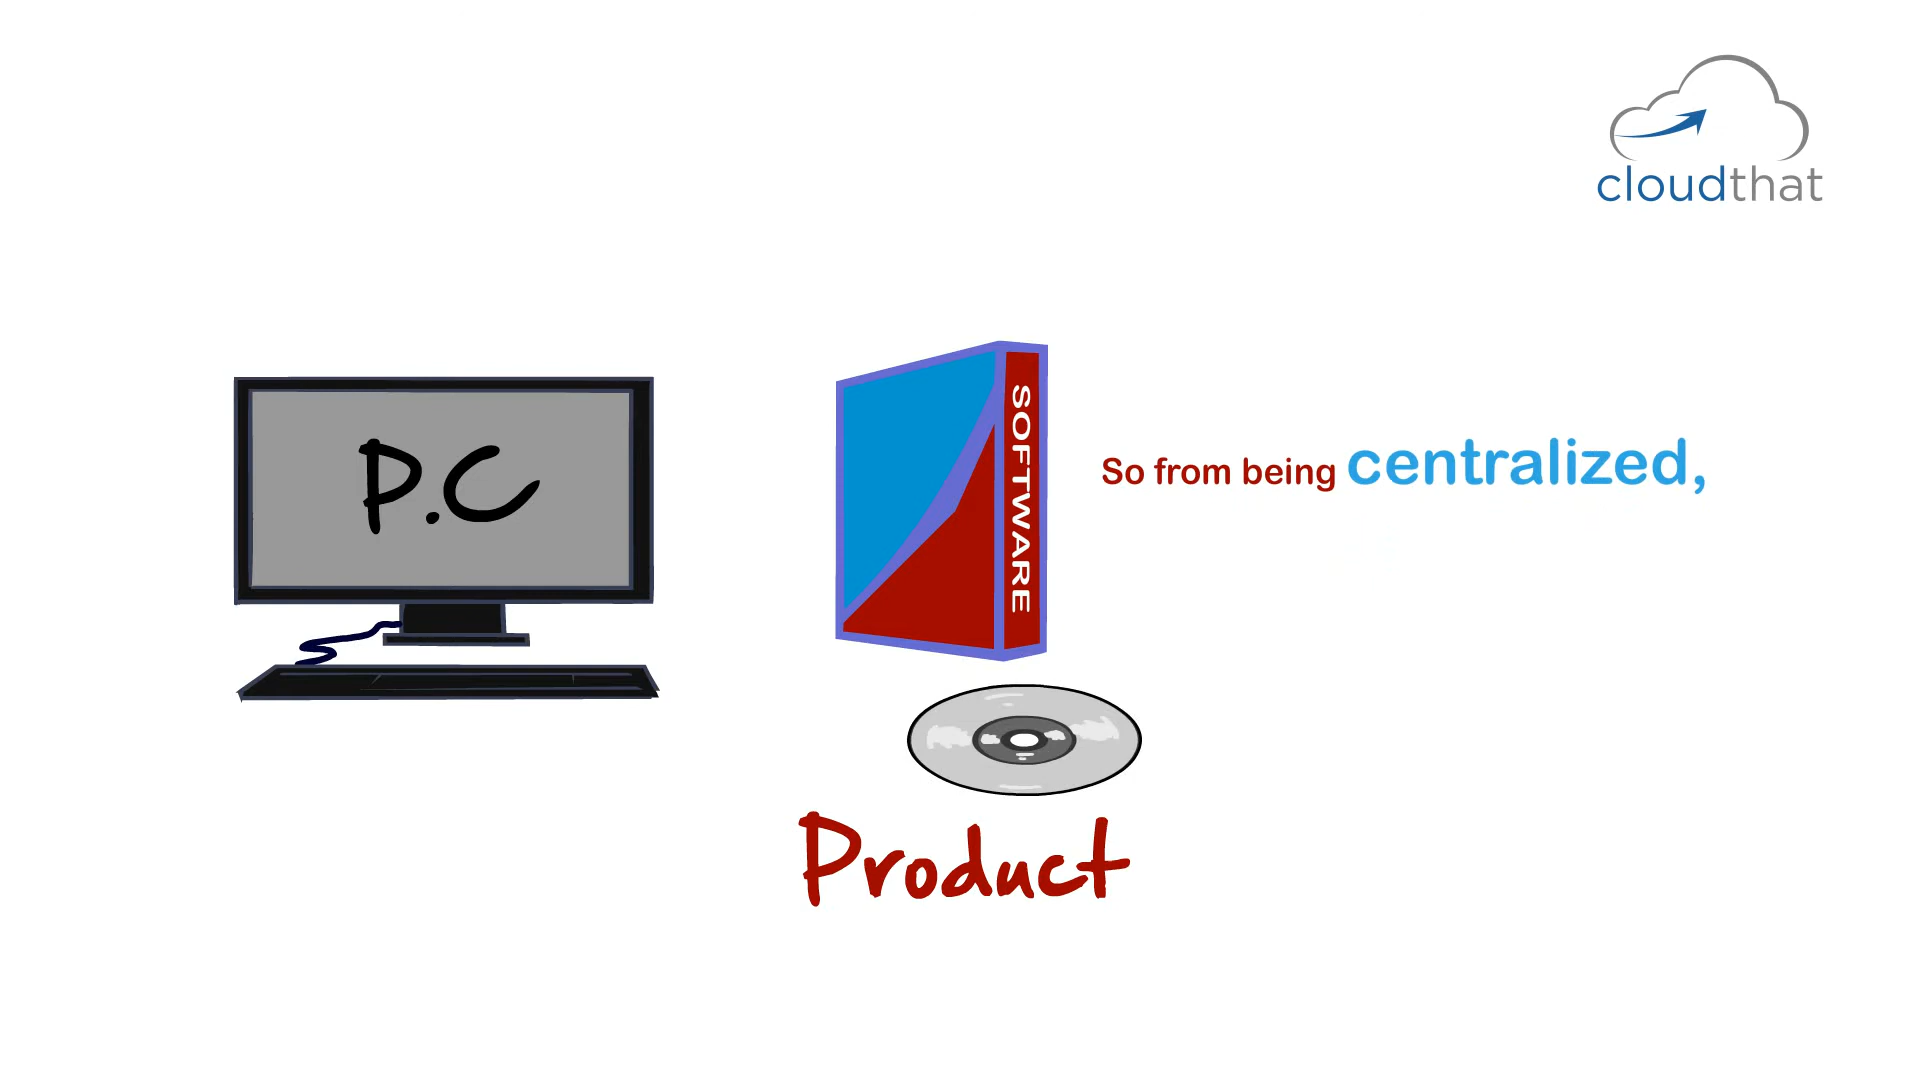 cloudthat
P.C
SOFTWARE
So from being centralized,
Product